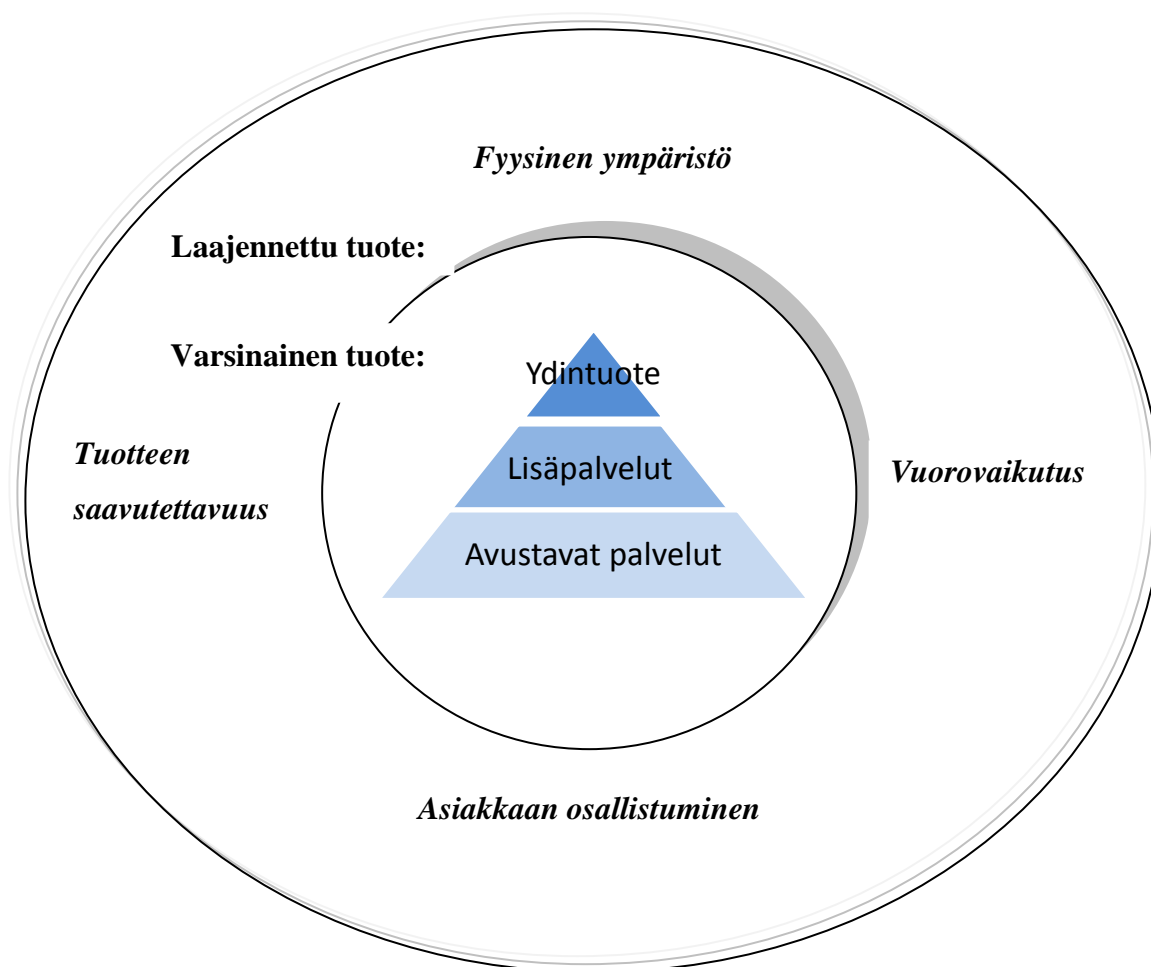 Fyysinen ympäristö
Laajennettu tuote:
Varsinainen tuote:
Ydintuote
Tuotteen
saavutettavuus
Lisäpalvelut
Vuorovaikutus
Avustavat palvelut
Asiakkaan osallistuminen